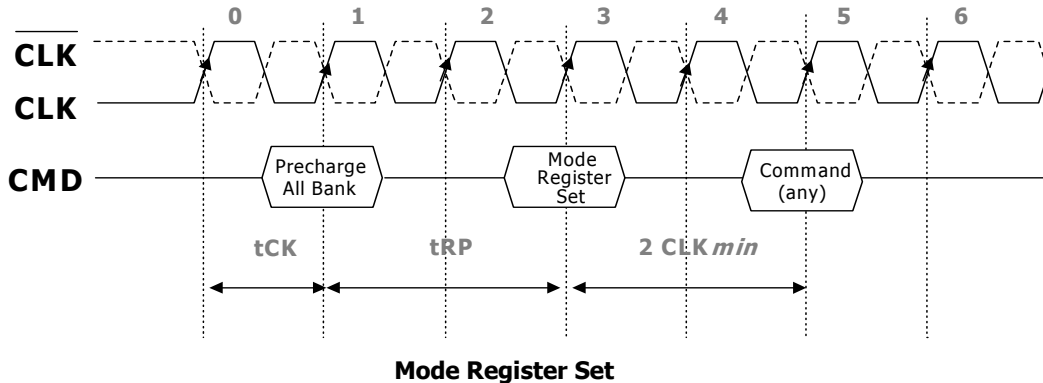 0 1 2 3 4 5 6
CLK
CLK
CMD
Precharge
All Bank
Mode
Register
Set
Command
(any)
tCK tRP 2 CLK min
Mode Register Set